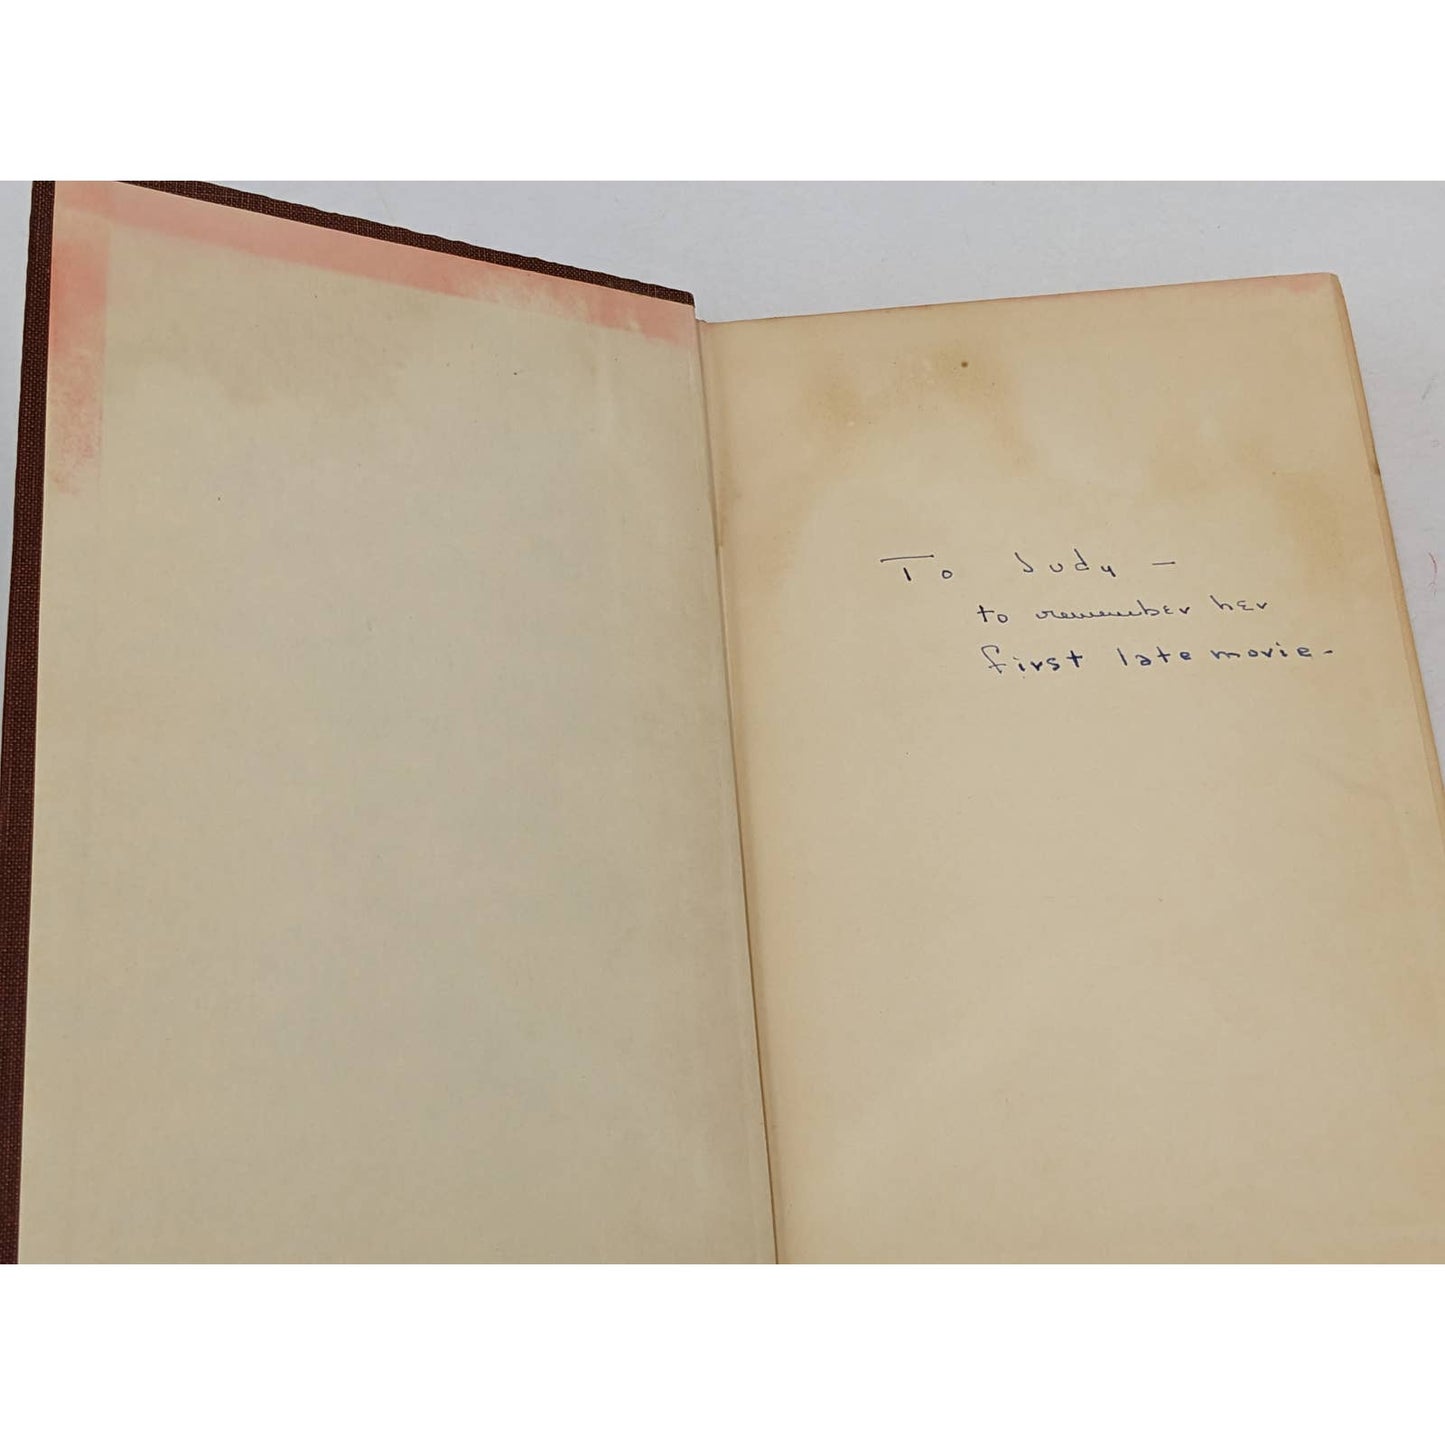 To Judy —
to remember her
first late movie-